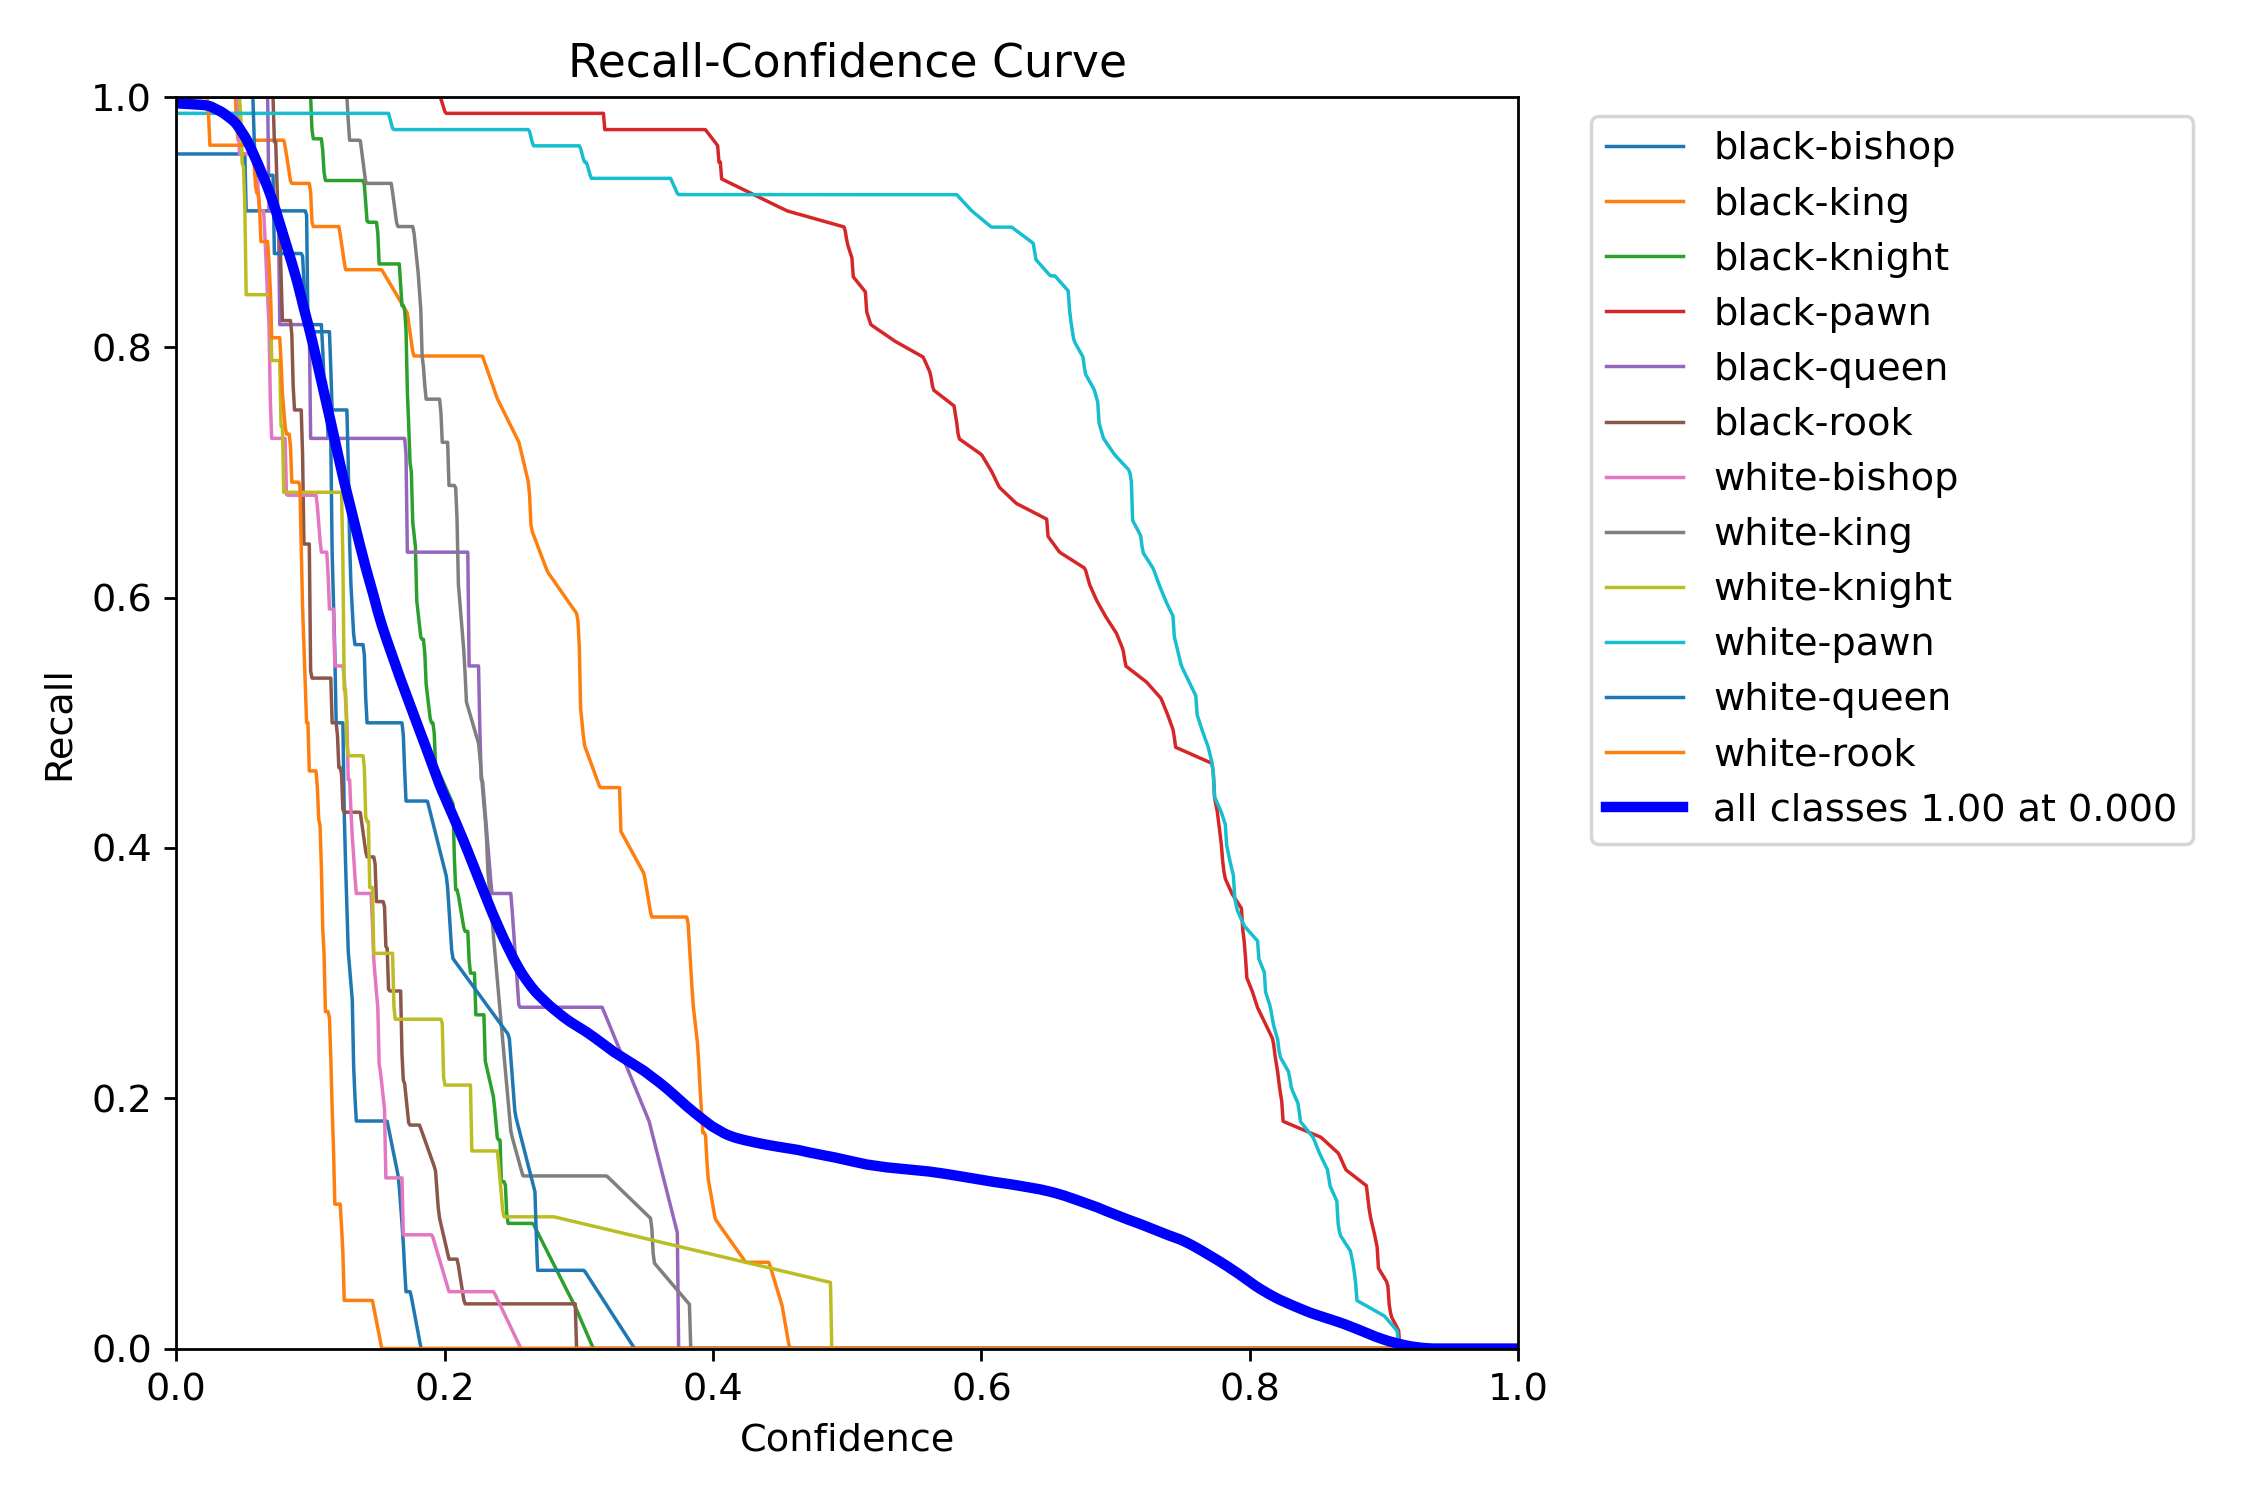 Recall-Confidence Curve
1.0
0.8
0.6
0.4
0.2
0.0
Recall
0.0 0.2 0.4 0.6 0.8 1.0
Confidence
black-bishop
black-king
black-knight
black-pawn
black-queen
black-rook
white-bishop
white-king
white-knight
white-pawn
white-queen
white-rook
all classes 1.00 at 0.000